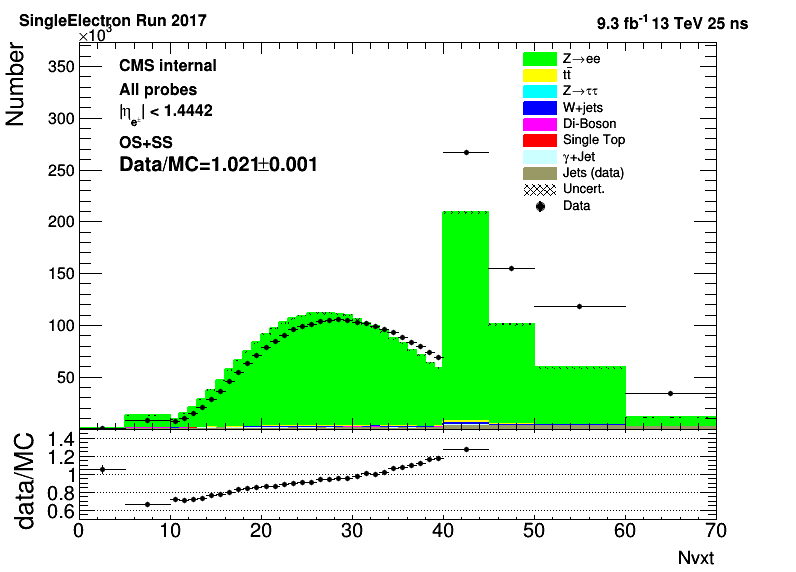 SingleElectron Run 2017
9.3 fb⁻¹ 13 TeV 25 ns
×10³
Number
350
300
250
200
150
100
50
CMS internal
All probes
|ηe±| < 1.4442
OS+SS
Data/MC=1.021±0.001
Z→ee
tt̄
Z→ττ
W+jets
Di-Boson
Single Top
γ+Jet
Jets (data)
Uncert.
Data
data/MC
1.4
1.2
1
0.8
0.6
0 10 20 30 40 50 60 70
Nvxt